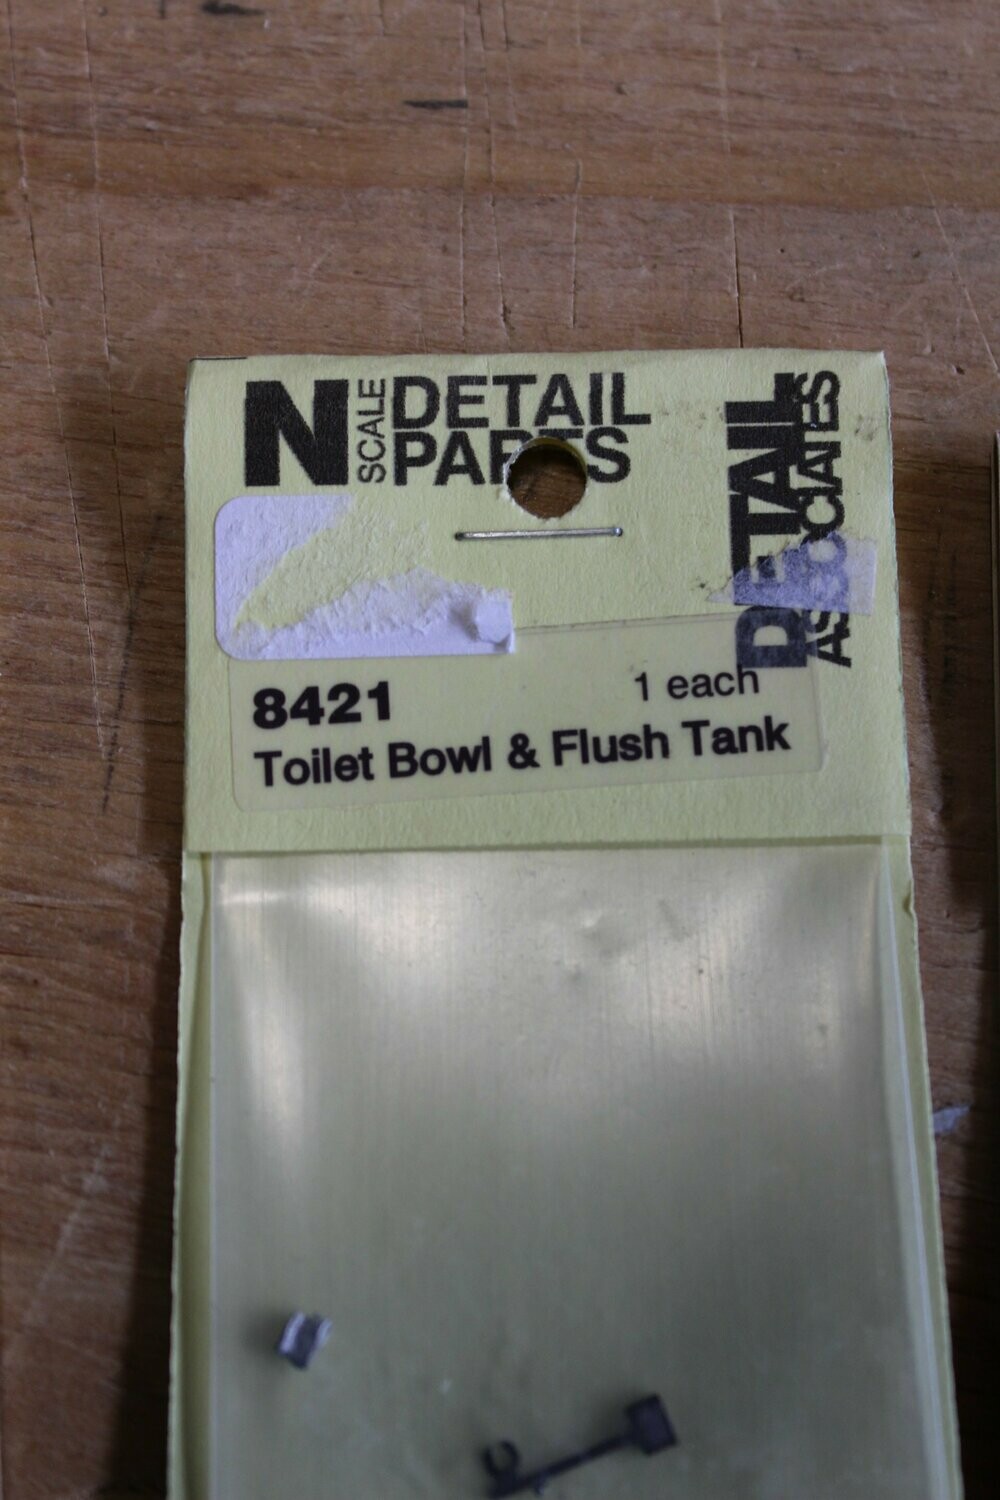 N SCALE DETAIL
PARTS
DETAIL
ASSOCIATES
8421 1 each
Toilet Bowl & Flush Tank